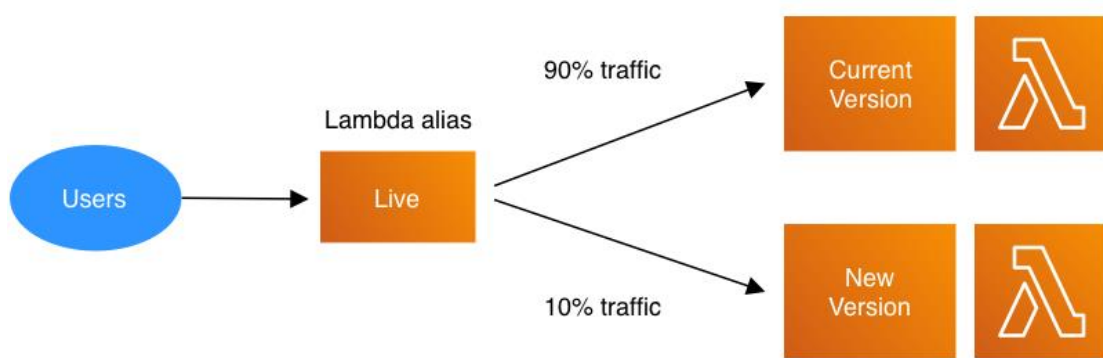 90% traffic
Current
Version
Lambda alias
Users
Live
New
Version
10% traffic